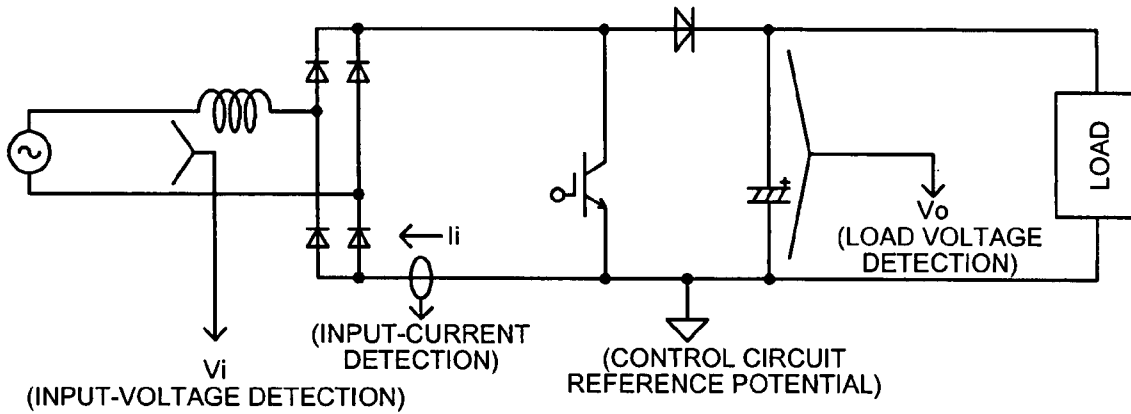 LOAD
Vo
(LOAD VOLTAGE
DETECTION)
Ii
(INPUT-CURRENT
DETECTION)
(CONTROL CIRCUIT
REFERENCE POTENTIAL)
Vi
(INPUT-VOLTAGE DETECTION)
+